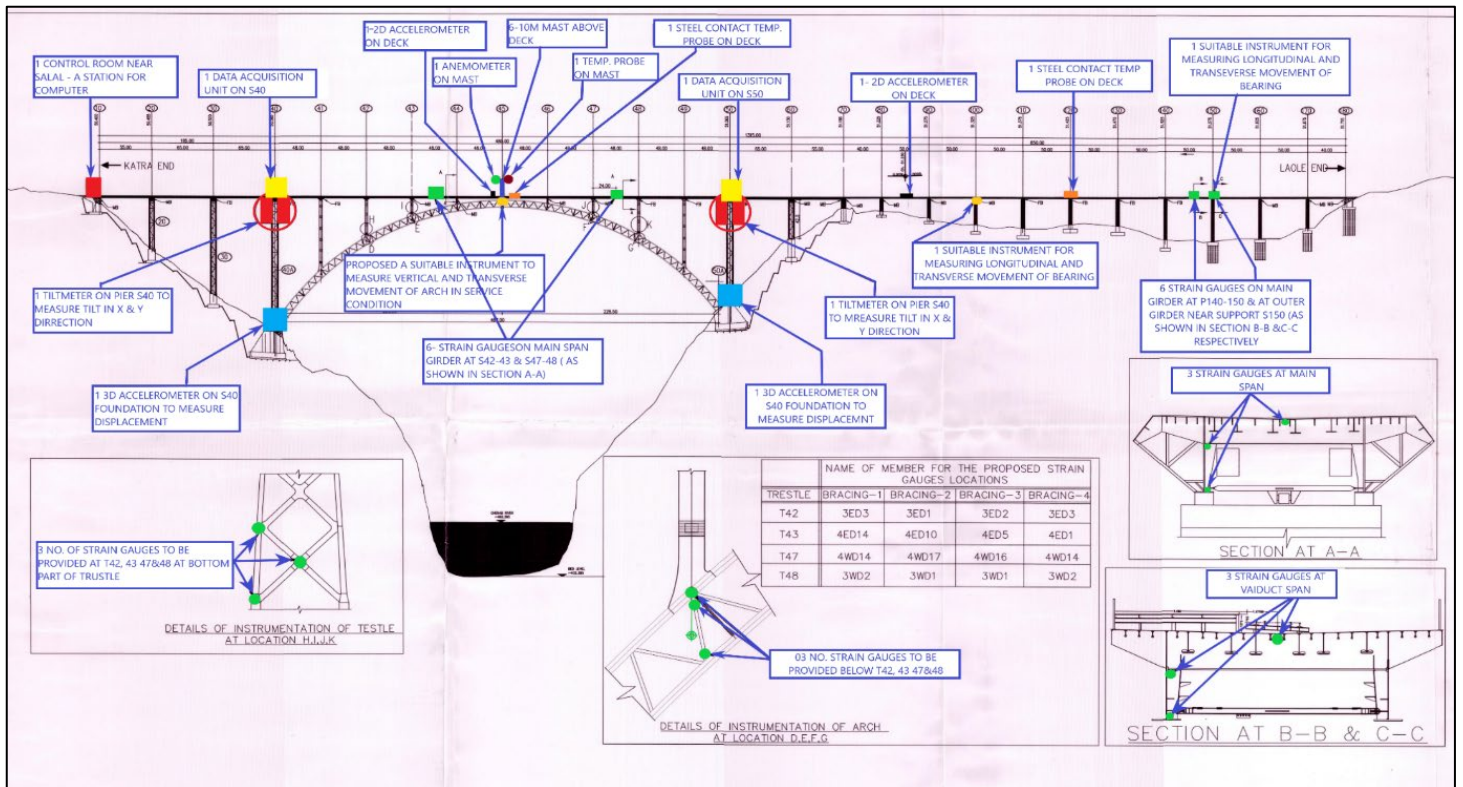 1-2D ACCELEROMETER
ON DECK
6-10M MAST ABOVE
DECK
1 STEEL CONTACT TEMP.
PROBE ON DECK
1 SUITABLE INSTRUMENT FOR
MEASURING LONGITUDINAL AND
TRANSEVERSE MOVEMENT OF
BEARING
1 CONTROL ROOM NEAR
SALAL - A STATION FOR
COMPUTER
1 DATA ACQUISITION
UNIT ON S40
1 ANEMOMETER
ON MAST
1 TEMP. PROBE
ON MAST
1 DATA ACQUISITION
UNIT ON S50
1- 2D ACCELEROMETER
ON DECK
1 STEEL CONTACT TEMP
PROBE ON DECK
KATRA END
LAOLE END
1 TILTMETER ON PIER S40 TO
MEASURE TILT IN X & Y
DIRRECTION
PROPOSED A SUITABLE INSTRUMENT TO
MEASURE VERTICAL AND TRANSVERSE
MOVEMENT OF ARCH IN SERVICE
CONDITION
1 TILTMETER ON PIER S40
TO MREASURE TILT IN X &
Y DIRECTION
1 SUITABLE INSTRUMENT FOR
MEASURING LONGITUDINAL AND
TRANSVERSE MOVEMENT OF BEARING
6 STRAIN GAUGES ON MAIN
GIRDER AT P140-150 & AT OUTER
GIRDER NEAR SUPPORT S150 (AS
SHOWN IN SECTION B-B &C-C
RESPECTIVELY
6- STRAIN GAUGESON MAIN SPAN
GIRDER AT S42-43 & S47-48 ( AS
SHOWN IN SECTION A-A)
1 3D ACCELEROMETER ON S40
FOUNDATION TO MEASURE
DISPLACEMENT
1 3D ACCELEROMETER ON
S40 FOUNDATION TO
MEASURE DISPLACEMNT
3 NO. OF STRAIN GAUGES TO BE
PROVIDED AT T42, 43 47&48 AT BOTTOM
PART OF TRUSTLE
DETAILS OF INSTRUMENTATION OF TESTLE
AT LOCATION H.I.J.K
NAME OF MEMBER FOR THE PROPOSED STRAIN
GAUGES LOCATIONS
TRESTLE BRACING-1 BRACING-2 BRACING-3 BRACING-4
T42 3ED3 3ED1 3ED2 3ED3
T43 4ED14 4ED10 4ED5 4ED1
T47 4WD14 4WD17 4WD16 4WD14
T48 3WD2 3WD1 3WD1 3WD2
03 NO. STRAIN GAUGES TO BE
PROVIDED BELOW T42, 43 47&48
DETAILS OF INSTRUMENTATION OF ARCH
AT LOCATION D.E.F.G
3 STRAIN GAUGES AT MAIN
SPAN
SECTION AT A-A
3 STRAIN GAUGES AT
VAIDUCT SPAN
SECTION AT B-B & C-C